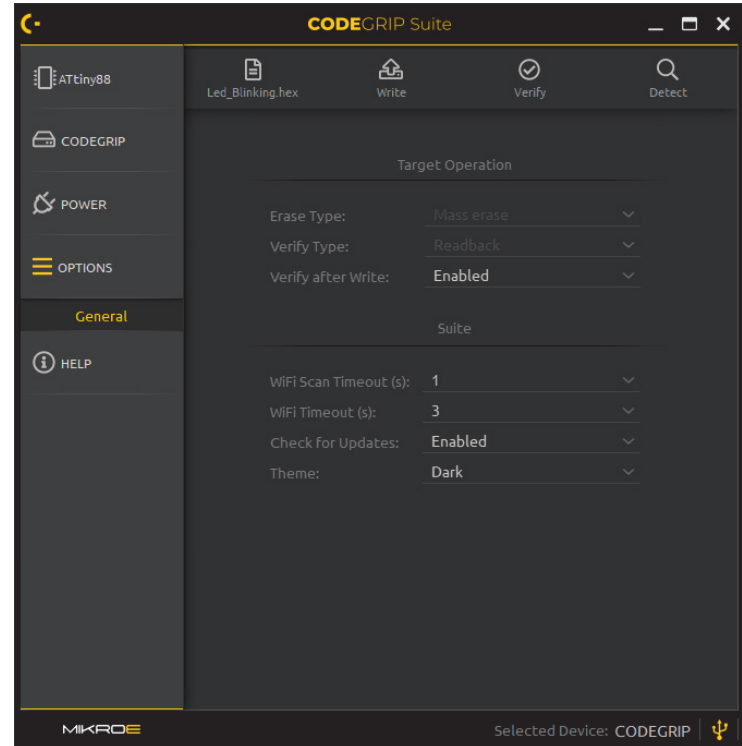 CODEGRIP Suite
ATtiny88
Led_Blinking.hex
Write
Verify
Detect
CODEGRIP
POWER
OPTIONS
General
HELP
Target Operation
Erase Type: Mass erase
Verify Type: Readback
Verify after Write: Enabled
Suite
WiFi Scan Timeout (s): 1
WiFi Timeout (s): 3
Check for Updates: Enabled
Theme: Dark
MIKROE
Selected Device: CODEGRIP